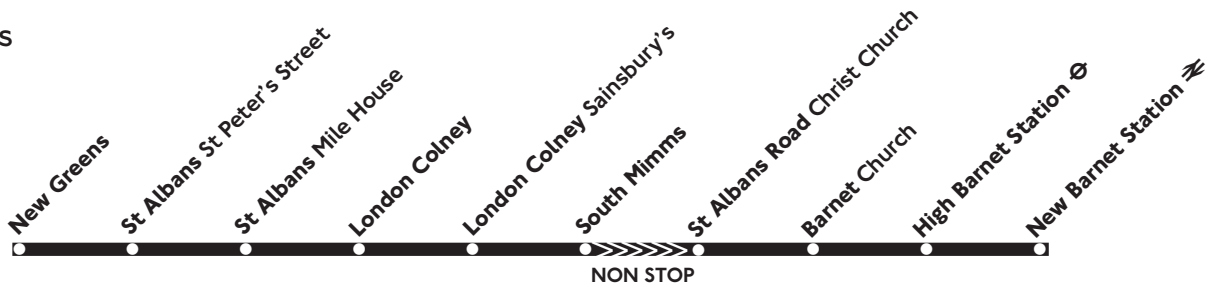 s
New Greens
St Albans St Peter's Street
St Albans Mile House
London Colney
London Colney Sainsbury's
South Mimms
St Albans Road Christ Church
Barnet Church
High Barnet Station
New Barnet Station
NON STOP